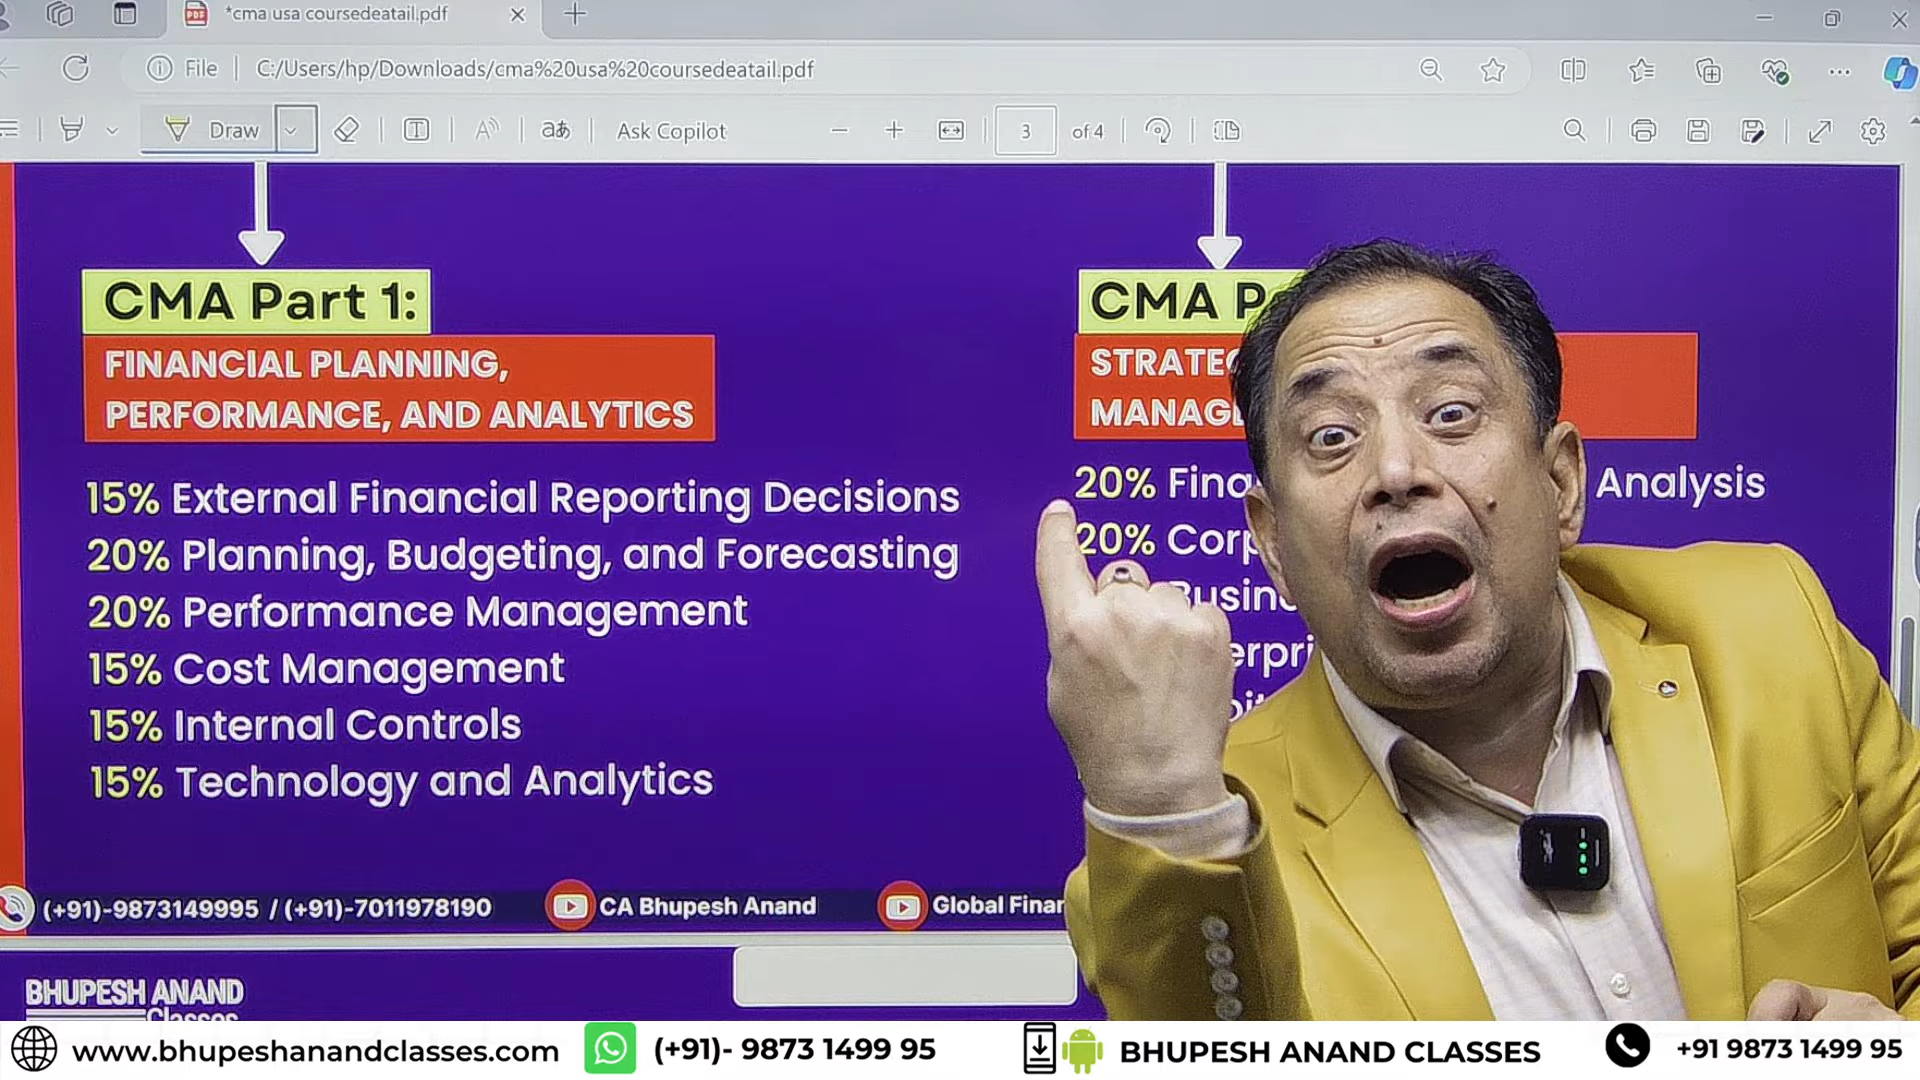 *cma usa coursedeatail.pdf
File
C:/Users/hp/Downloads/cma%20usa%20coursedeatail.pdf
Draw
Ask Copilot
3 of 4
CMA Part 1:
FINANCIAL PLANNING,
PERFORMANCE, AND ANALYTICS
15% External Financial Reporting Decisions
20% Planning, Budgeting, and Forecasting
20% Performance Management
15% Cost Management
15% Internal Controls
15% Technology and Analytics
CMA
20% Analysis
20%
(+91)-9873149995 / (+91)-7011978190
CA Bhupesh Anand
Global
BHUPESH ANAND
Classes
www.bhupeshanandclasses.com
(+91)- 9873 1499 95
BHUPESH ANAND CLASSES
+91 9873 1499 95